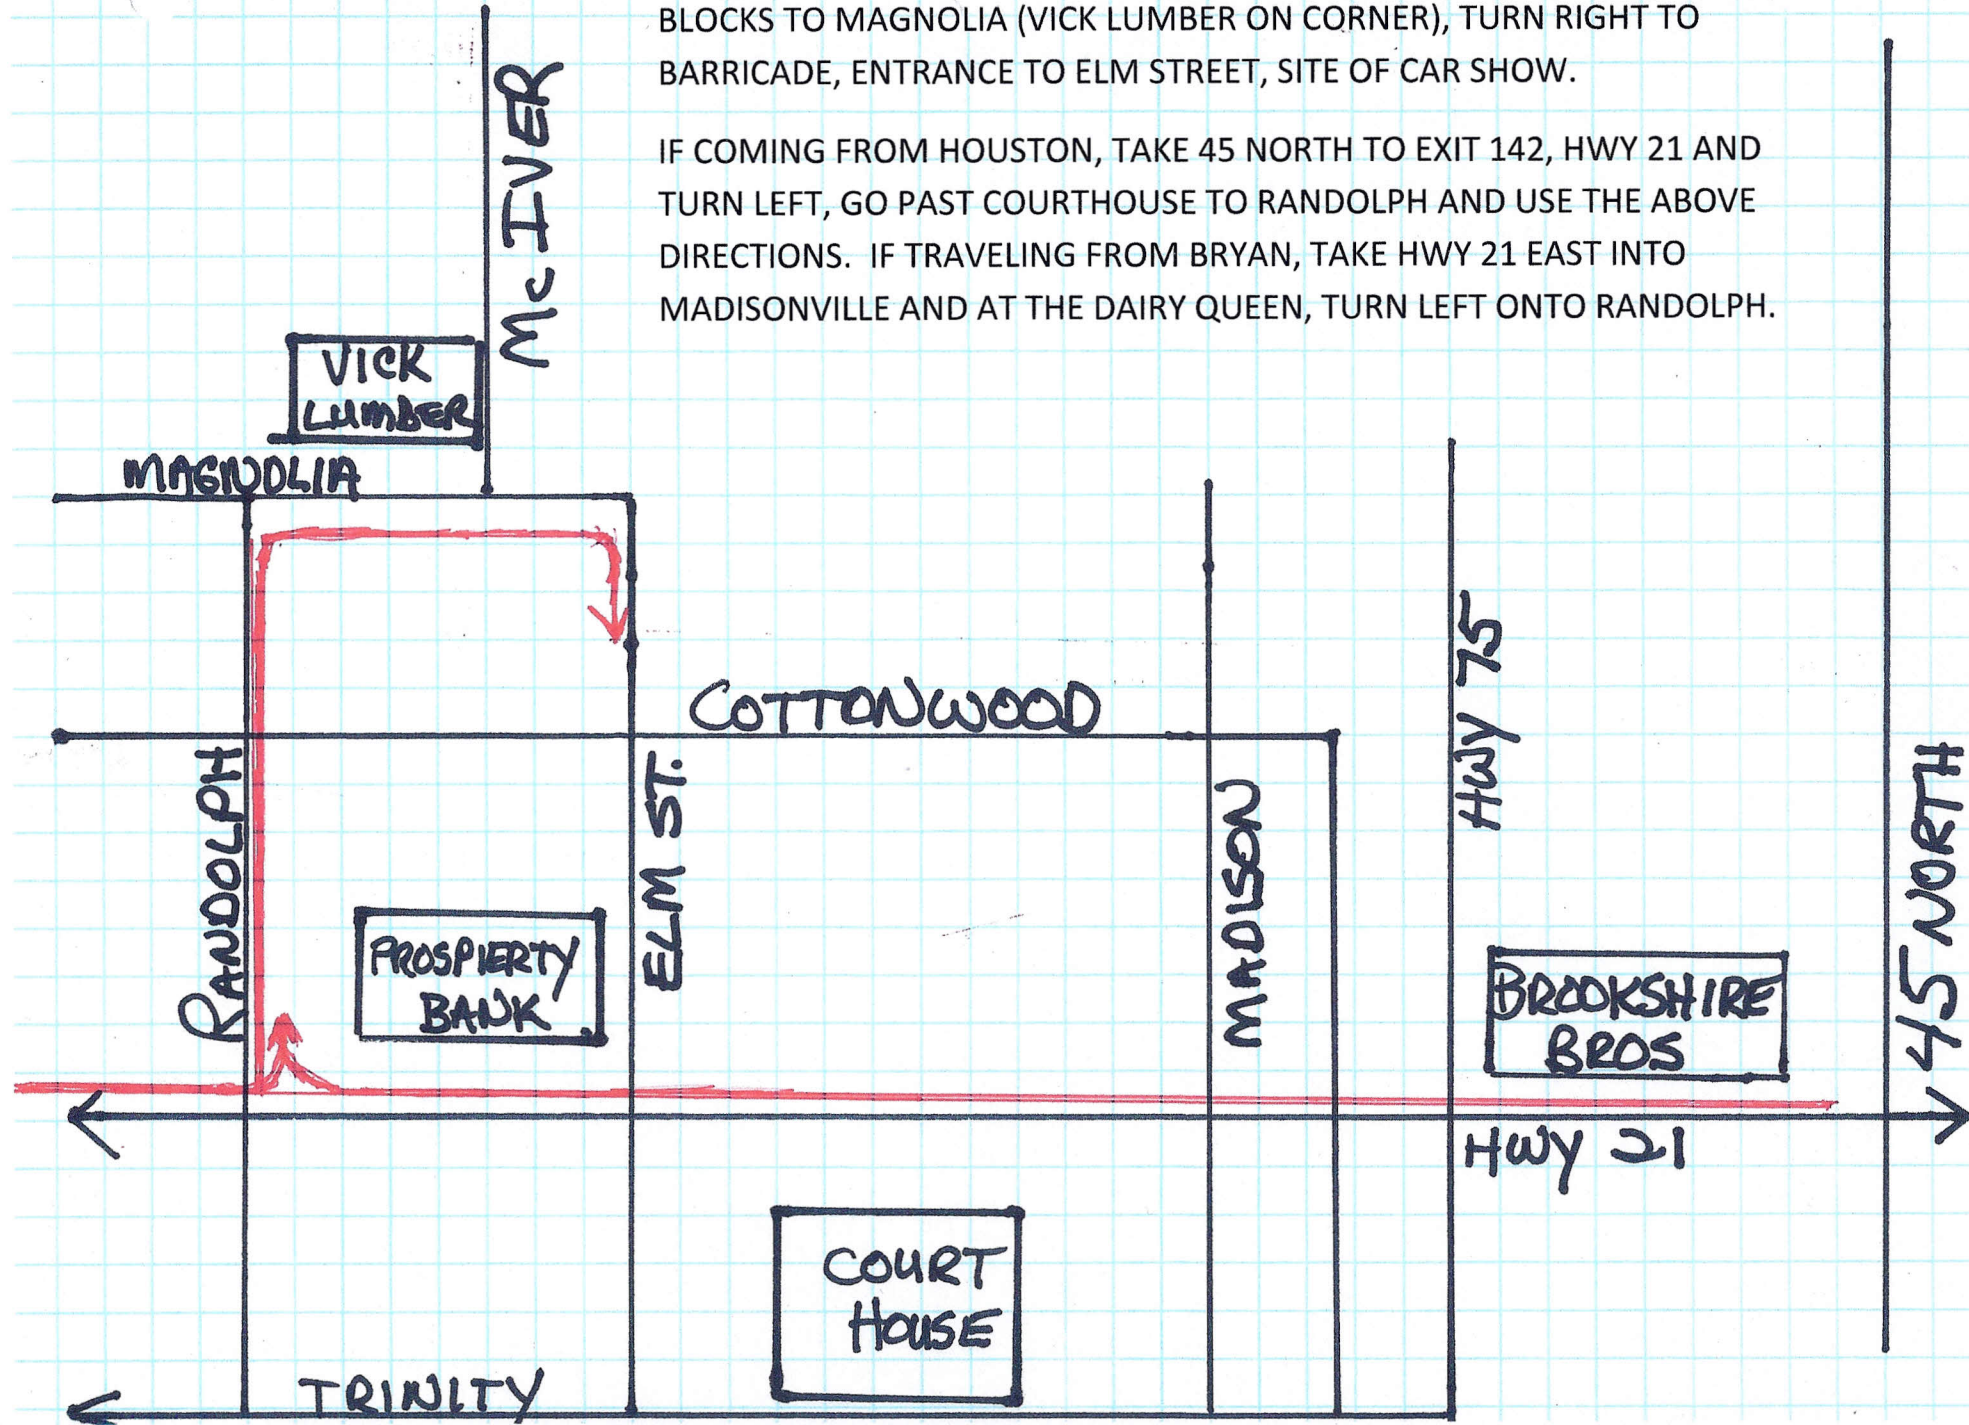 BLOCKS TO MAGNOLIA (VICK LUMBER ON CORNER), TURN RIGHT TO
BARRICADE, ENTRANCE TO ELM STREET, SITE OF CAR SHOW.
IF COMING FROM HOUSTON, TAKE 45 NORTH TO EXIT 142, HWY 21 AND
TURN LEFT, GO PAST COURTHOUSE TO RANDOLPH AND USE THE ABOVE
DIRECTIONS. IF TRAVELING FROM BRYAN, TAKE HWY 21 EAST INTO
MADISONVILLE AND AT THE DAIRY QUEEN, TURN LEFT ONTO RANDOLPH.
McIVER
VICK
LUMBER
MAGNOLIA
COTTONWOOD
HWY 75
RANDOLPH
ELM ST.
MADISON
45 NORTH
PROSPIERTY
BANK
BROOKSHIRE
BROS
HWY 21
COURT
HOUSE
TRINITY